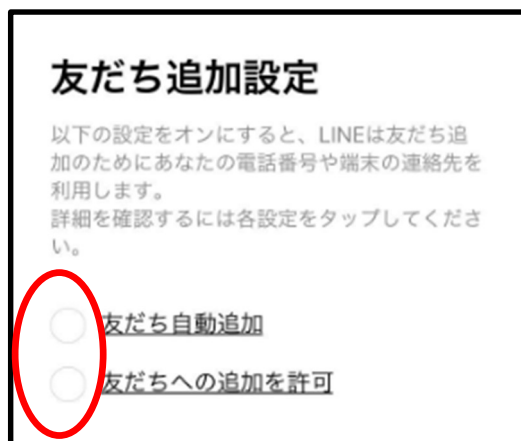 友だち追加設定
以下の設定をオンにすると、LINEは友だち追
加のためにあなたの電話番号や端末の連絡先を
利用します。
詳細を確認するには各設定をタップしてくださ
い。
友だち自動追加
友だちへの追加を許可